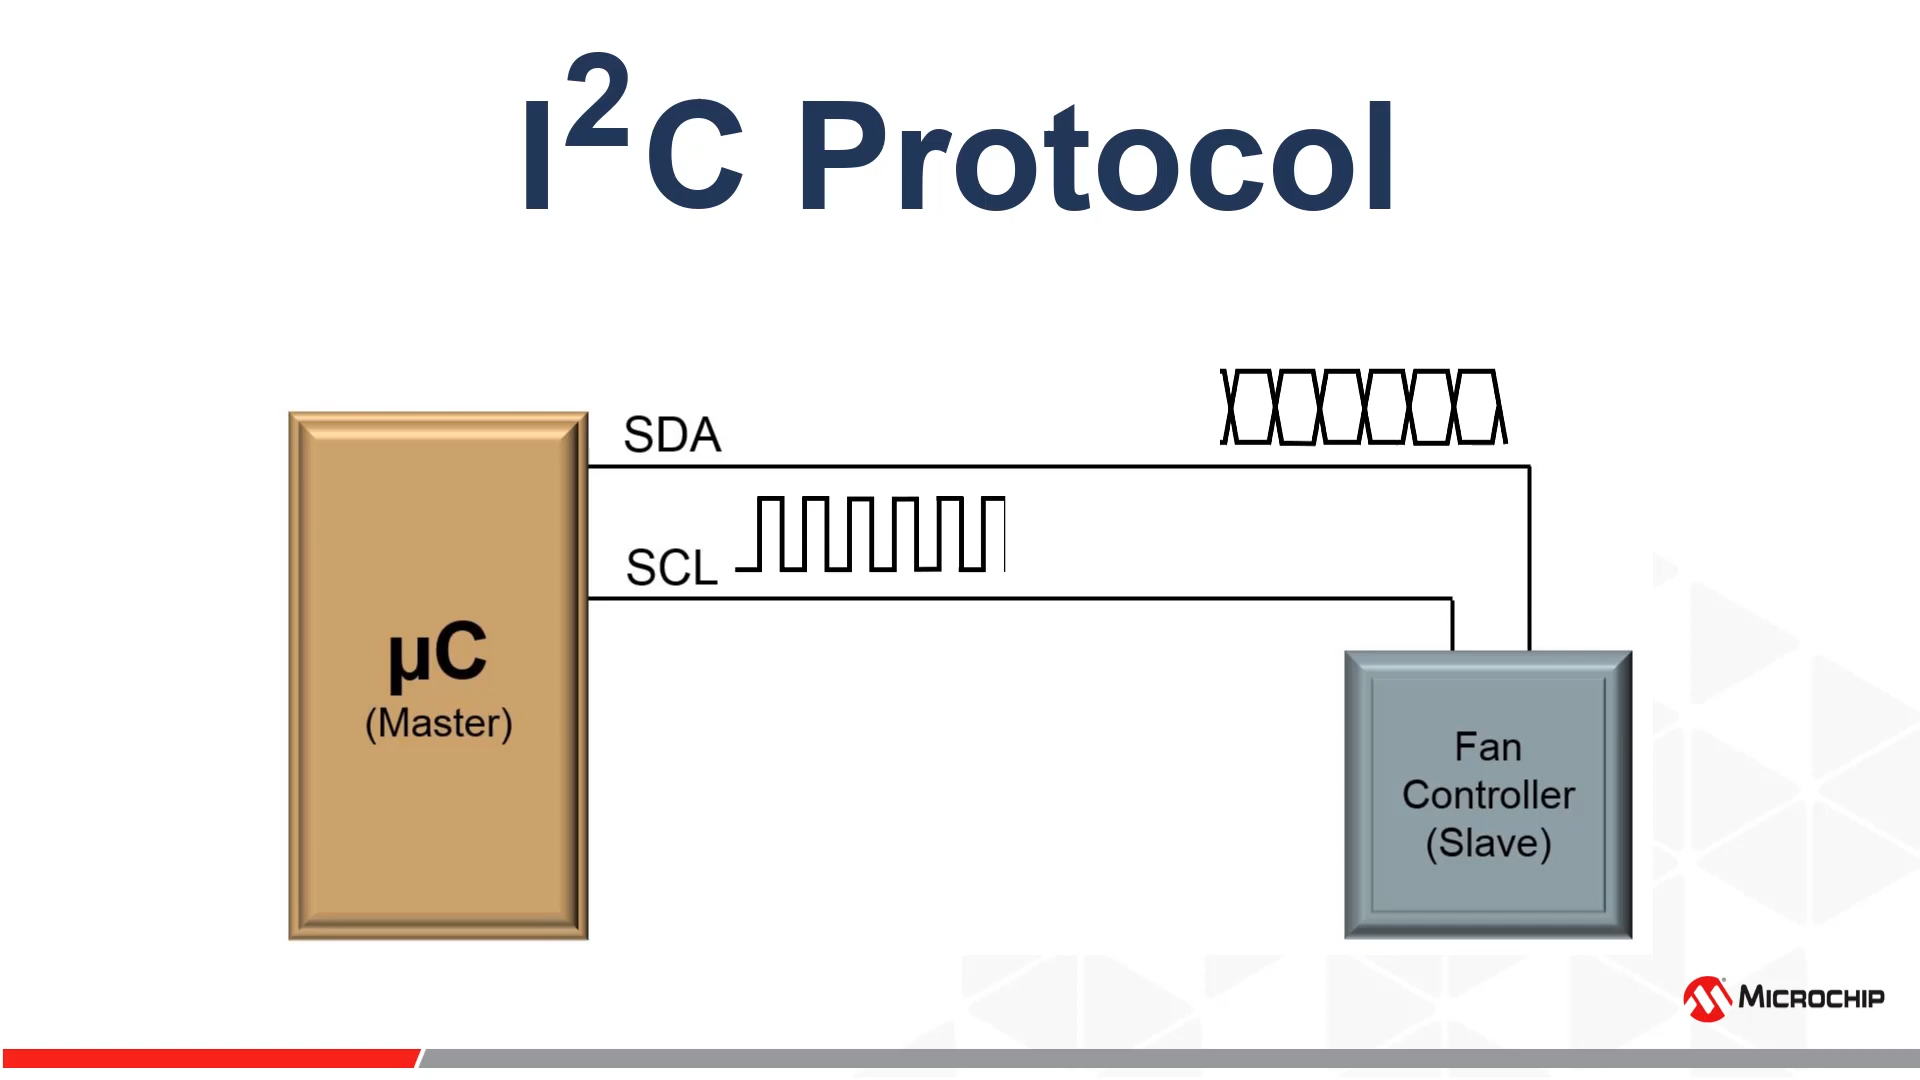 I²C Protocol
SDA
SCL
µC
(Master)
Fan
Controller
(Slave)
MICROCHIP